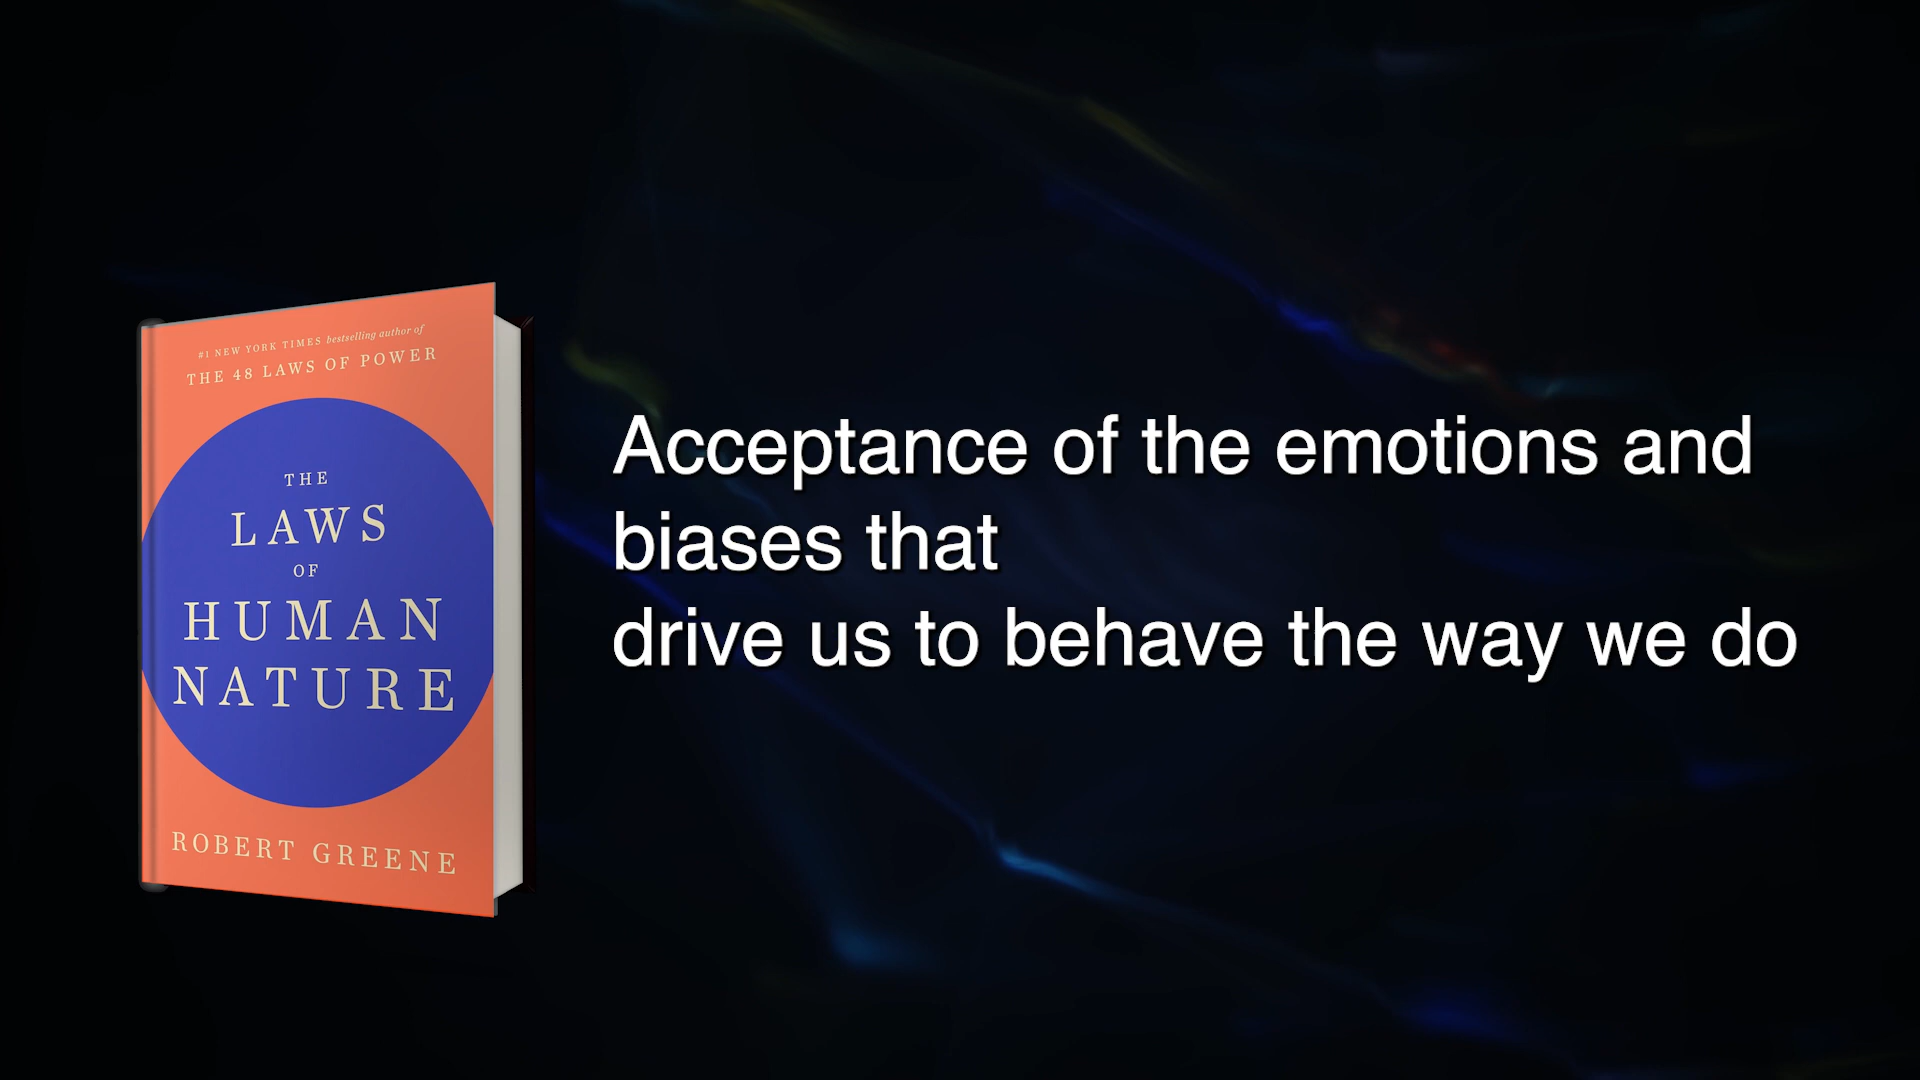 #1 NEW YORK TIMES bestselling author of
THE 48 LAWS OF POWER
THE
LAWS
OF
HUMAN
NATURE
ROBERT GREENE
Acceptance of the emotions and
biases that
drive us to behave the way we do